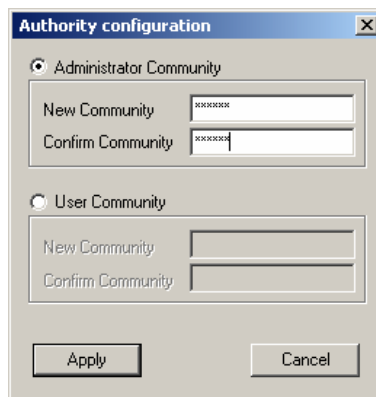 Authority configuration
Administrator Community
New Community ******
Confirm Community ******
User Community
New Community
Confirm Community
Apply Cancel